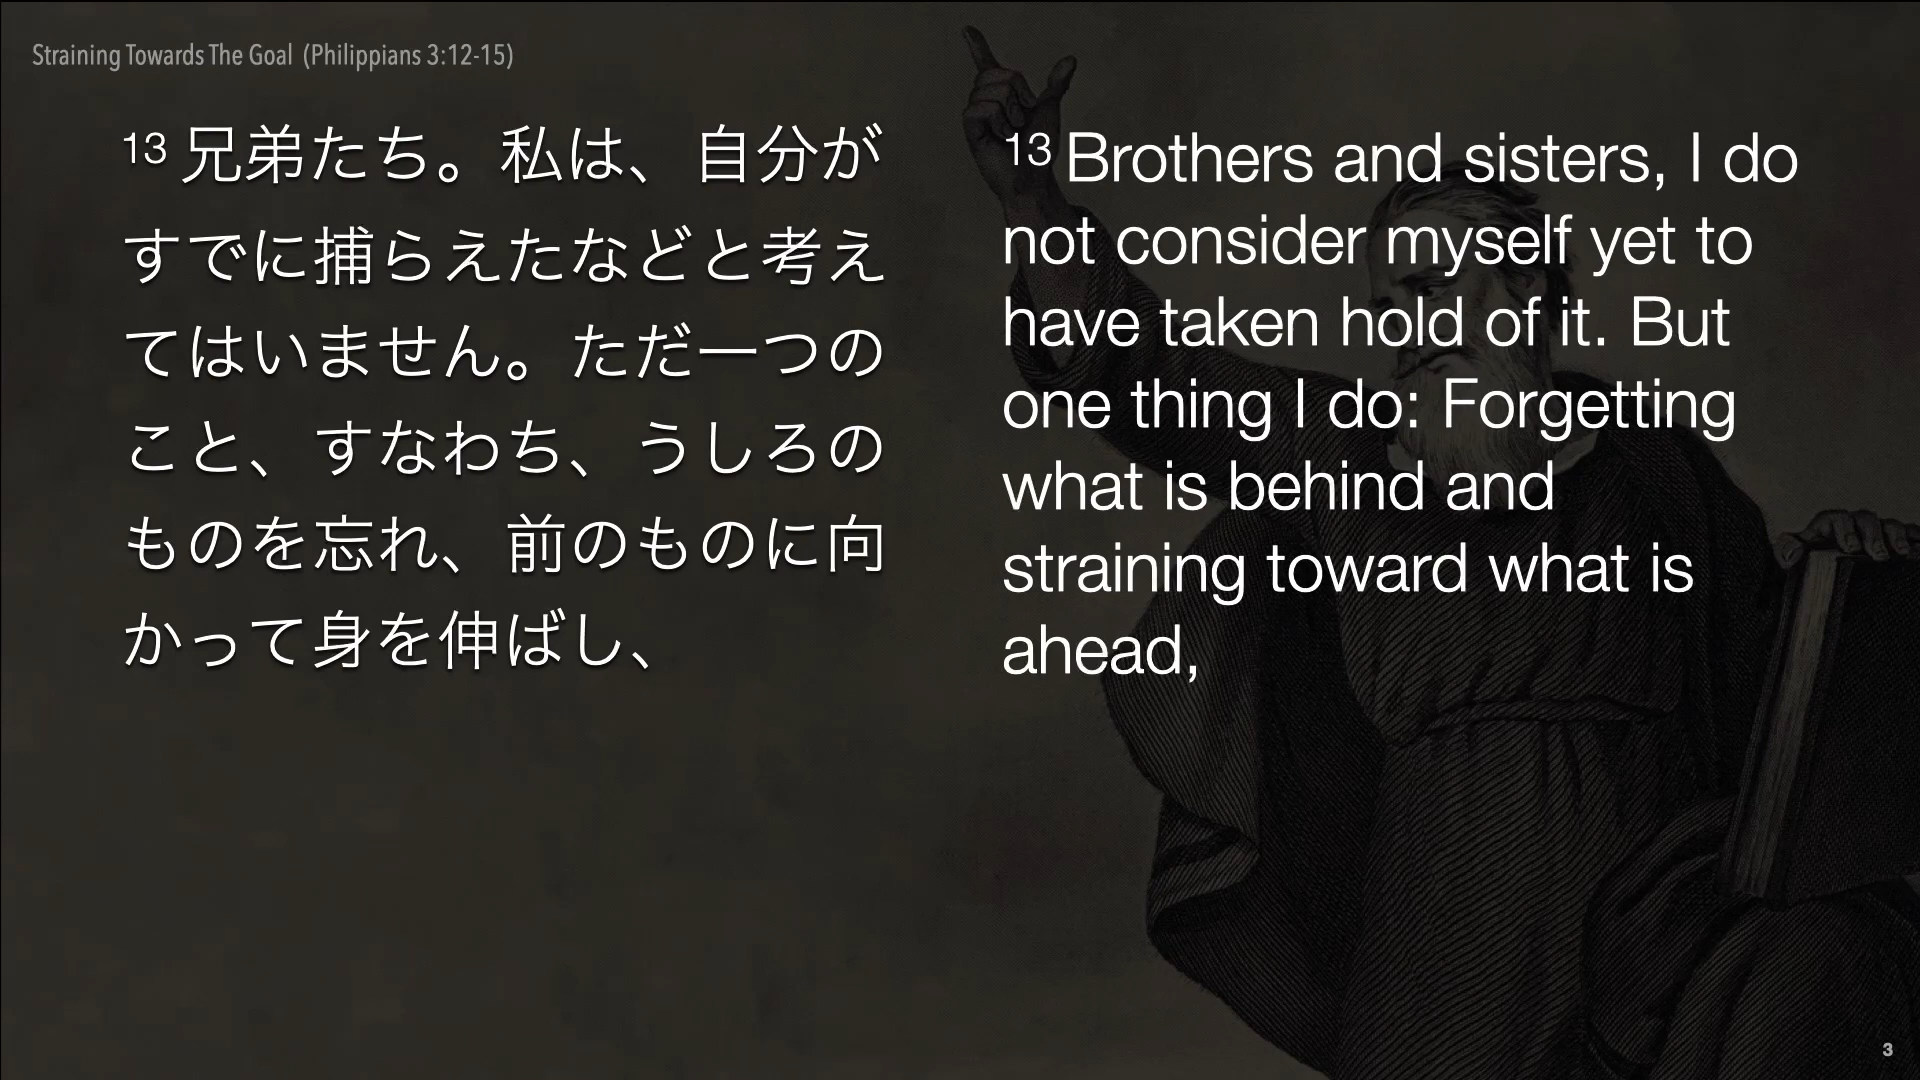 Straining Towards The Goal (Philippians 3:12-15)
13 兄弟たち。私は、自分が
すでに捕らえたなどと考え
てはいません。ただ一つの
こと、すなわち、うしろの
ものを忘れ、前のものに向
かって身を伸ばし、
13 Brothers and sisters, I do
not consider myself yet to
have taken hold of it. But
one thing I do: Forgetting
what is behind and
straining toward what is
ahead,
3